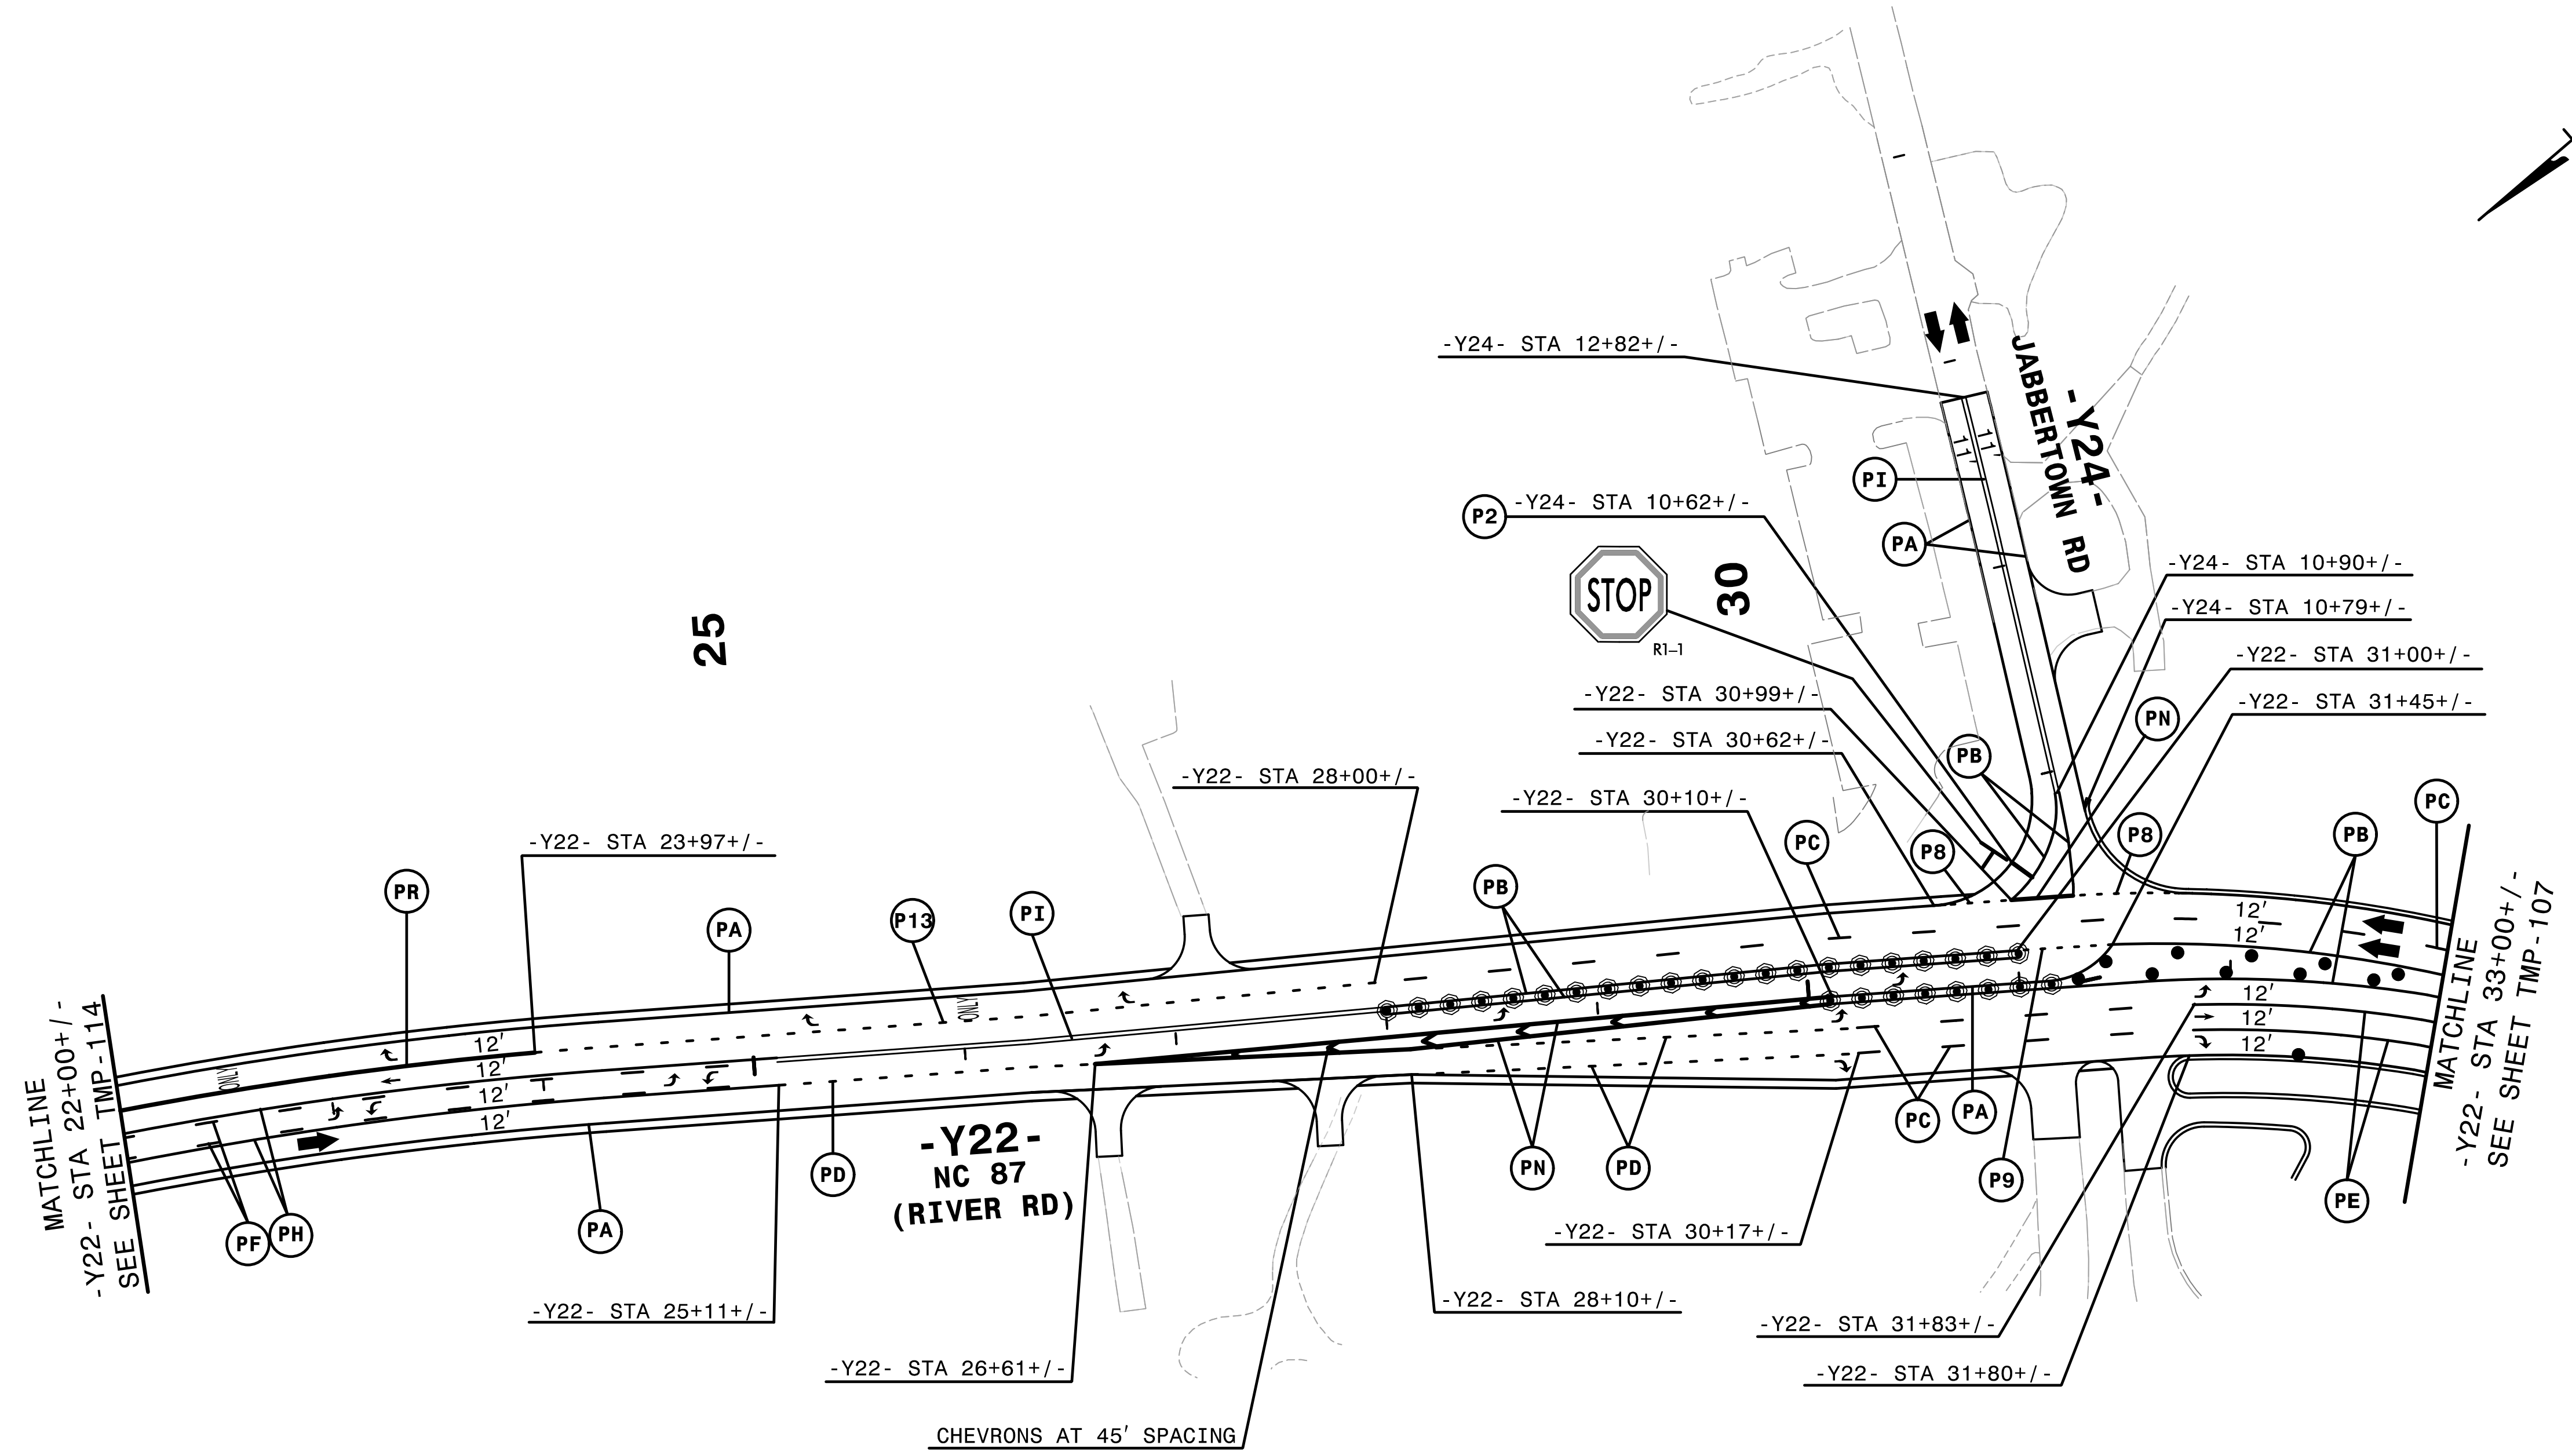 -Y24- STA 12+82+/-
11'
11'
-Y24-
JABBERTOWN RD
PI
P2
-Y24- STA 10+62+/-
PA
STOP
R1-1
30
-Y24- STA 10+90+/-
-Y24- STA 10+79+/-
25
-Y22- STA 31+00+/-
-Y22- STA 30+99+/-
-Y22- STA 31+45+/-
PN
-Y22- STA 30+62+/-
PB
-Y22- STA 28+00+/-
-Y22- STA 30+10+/-
PC
-Y22- STA 23+97+/-
PC
P8
P8
PB
PR
PB
PA
P13
PI
ONLY
ONLY
12'
12'
12'
12'
12'
12'
12'
12'
12'
MATCHLINE
-Y22- STA 22+00+/-
SEE SHEET TMP-114
MATCHLINE
-Y22- STA 33+00+/-
SEE SHEET TMP-107
PF
PH
PA
PD
-Y22-
NC 87
(RIVER RD)
PN
PD
PC
PA
P9
PE
-Y22- STA 30+17+/-
-Y22- STA 25+11+/-
-Y22- STA 28+10+/-
-Y22- STA 31+83+/-
-Y22- STA 26+61+/-
-Y22- STA 31+80+/-
CHEVRONS AT 45' SPACING